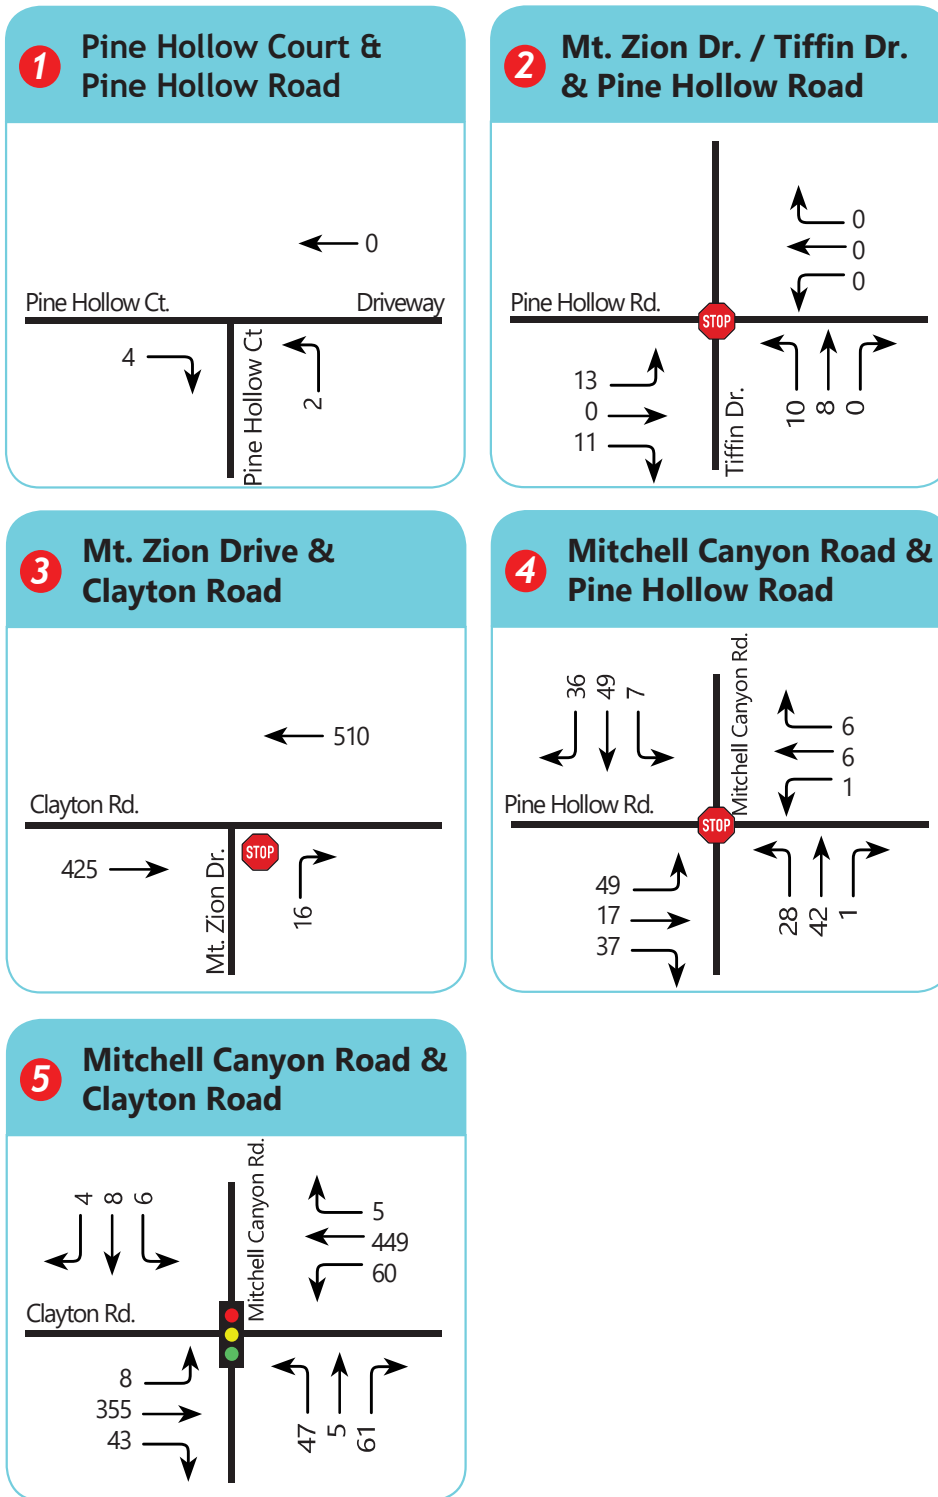 1
Pine Hollow Court &
Pine Hollow Road
0
Pine Hollow Ct.
Driveway
4
Pine Hollow Ct
2
2
Mt. Zion Dr. / Tiffin Dr.
& Pine Hollow Road
0
0
0
Pine Hollow Rd.
STOP
13
0
11
Tiffin Dr.
10
8
0
3
Mt. Zion Drive &
Clayton Road
510
Clayton Rd.
425
Mt. Zion Dr.
STOP
16
4
Mitchell Canyon Road &
Pine Hollow Road
36
49
7
Mitchell Canyon Rd.
6
6
1
Pine Hollow Rd.
STOP
49
17
37
28
42
1
5
Mitchell Canyon Road &
Clayton Road
4
8
6
Mitchell Canyon Rd.
5
449
60
Clayton Rd.
8
355
43
47
5
61